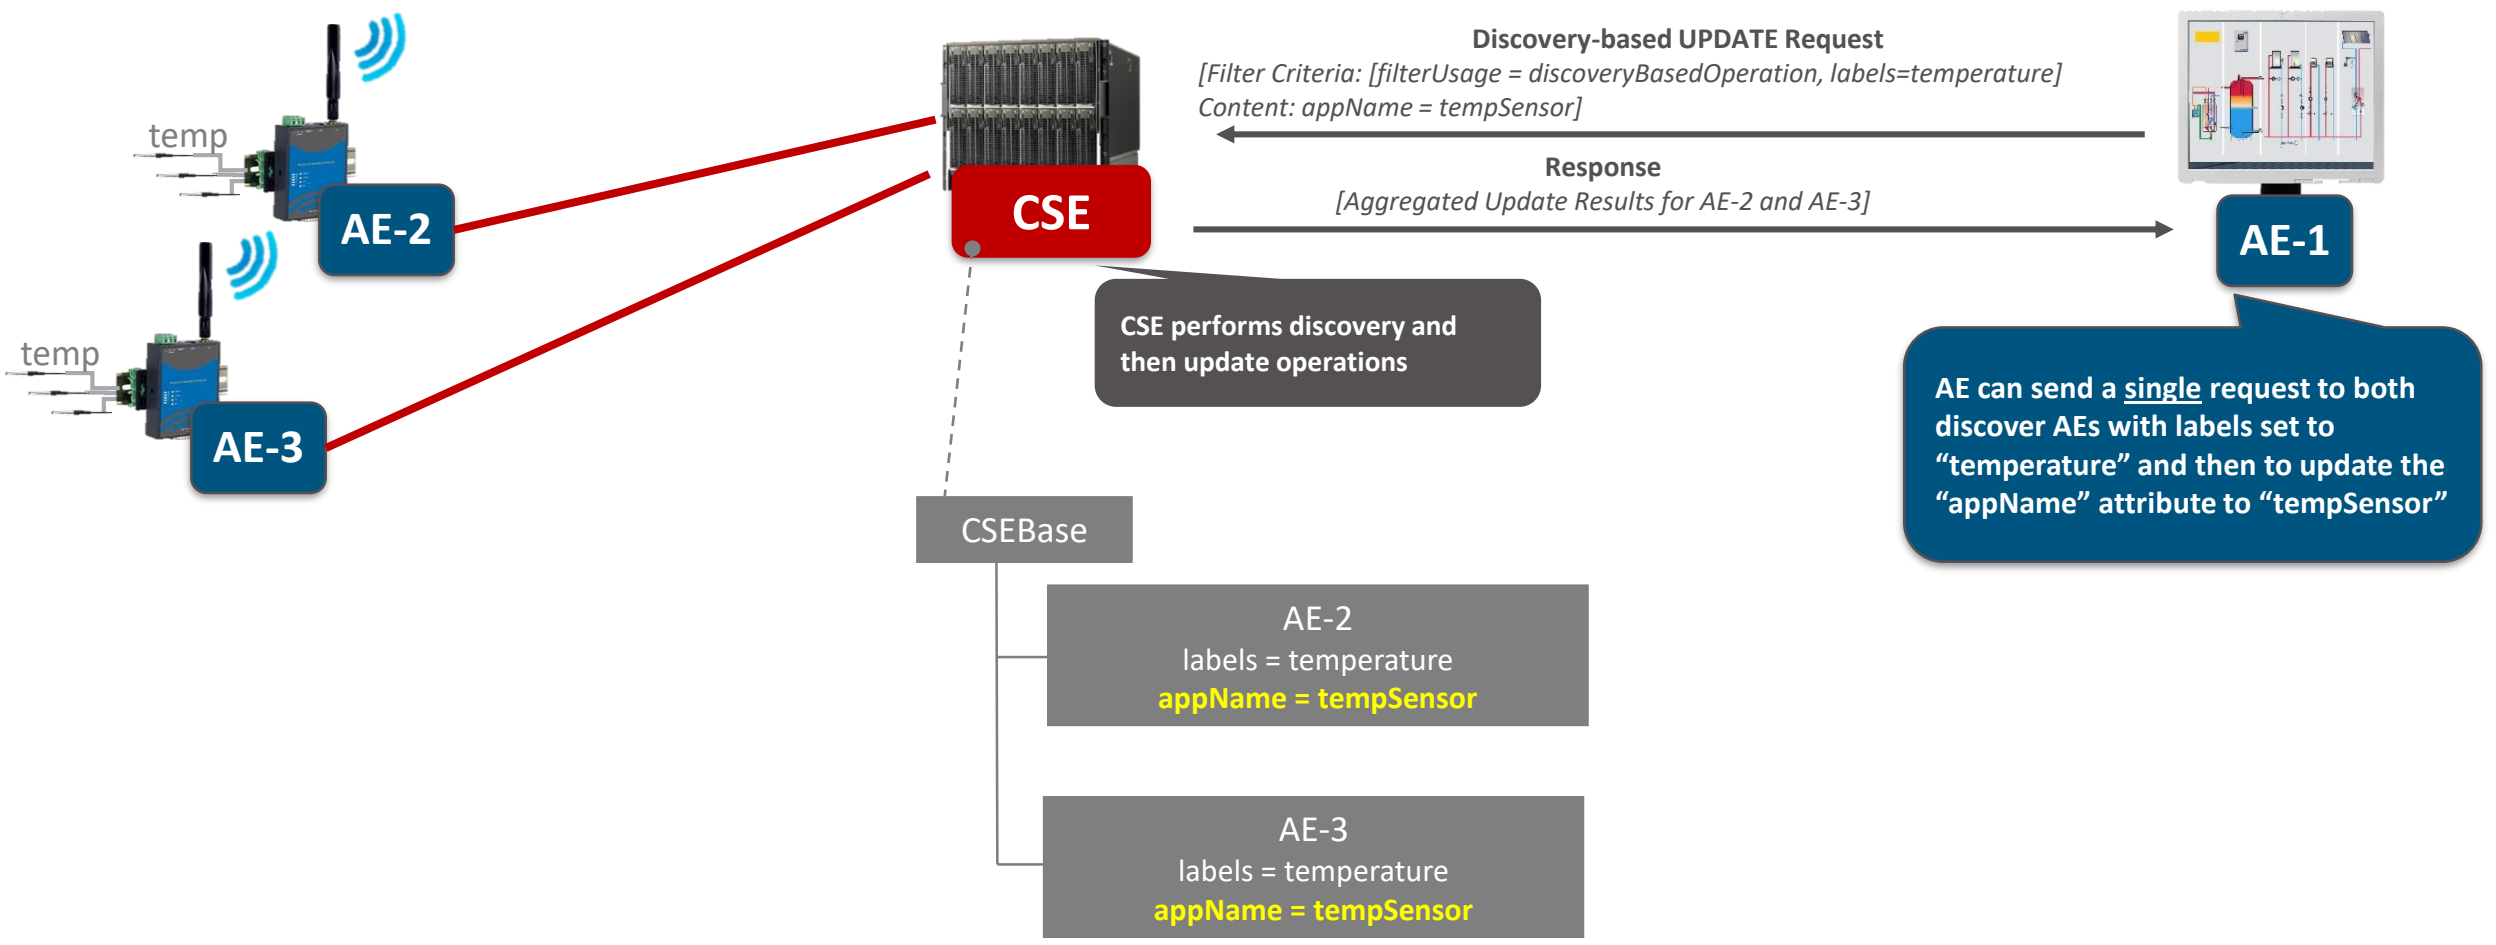 temp
AE-2
temp
AE-3
CSE
Discovery-based UPDATE Request
[Filter Criteria: [filterUsage = discoveryBasedOperation, labels=temperature]
Content: appName = tempSensor]
Response
[Aggregated Update Results for AE-2 and AE-3]
AE-1
CSE performs discovery and
then update operations
AE can send a single request to both
discover AEs with labels set to
“temperature” and then to update the
“appName” attribute to “tempSensor”
CSEBase
AE-2
labels = temperature
appName = tempSensor
AE-3
labels = temperature
appName = tempSensor